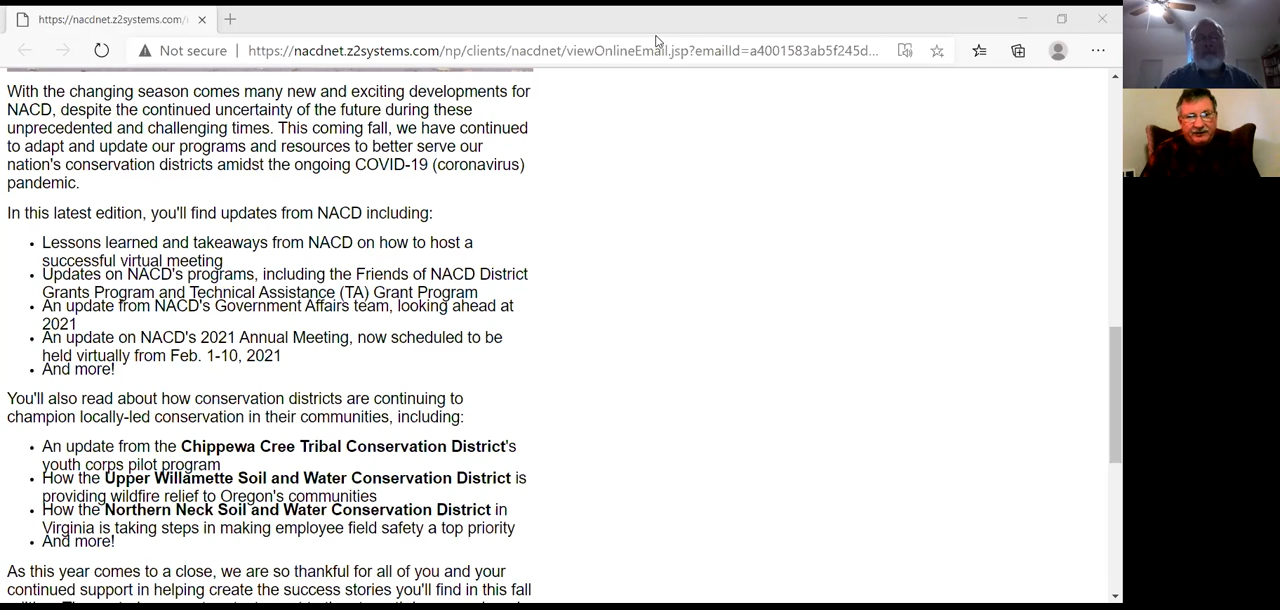 https://nacdnet.z2systems.com/
Not secure | https://nacdnet.z2systems.com/np/clients/nacdnet/viewOnlineEmail.jsp?emailId=a4001583ab5f245d...
With the changing season comes many new and exciting developments for
NACD, despite the continued uncertainty of the future during these
unprecedented and challenging times. This coming fall, we have continued
to adapt and update our programs and resources to better serve our
nation's conservation districts amidst the ongoing COVID-19 (coronavirus)
pandemic.
In this latest edition, you'll find updates from NACD including:
• Lessons learned and takeaways from NACD on how to host a
successful virtual meeting
• Updates on NACD's programs, including the Friends of NACD District
Grants Program and Technical Assistance (TA) Grant Program
• An update from NACD's Government Affairs team, looking ahead at
2021
• An update on NACD's 2021 Annual Meeting, now scheduled to be
held virtually from Feb. 1-10, 2021
• And more!
You'll also read about how conservation districts are continuing to
champion locally-led conservation in their communities, including:
• An update from the Chippewa Cree Tribal Conservation District's
youth corps pilot program
• How the Upper Willamette Soil and Water Conservation District is
providing wildfire relief to Oregon's communities
• How the Northern Neck Soil and Water Conservation District in
Virginia is taking steps in making employee field safety a top priority
• And more!
As this year comes to a close, we are so thankful for all of you and your
continued support in helping create the success stories you'll find in this fall